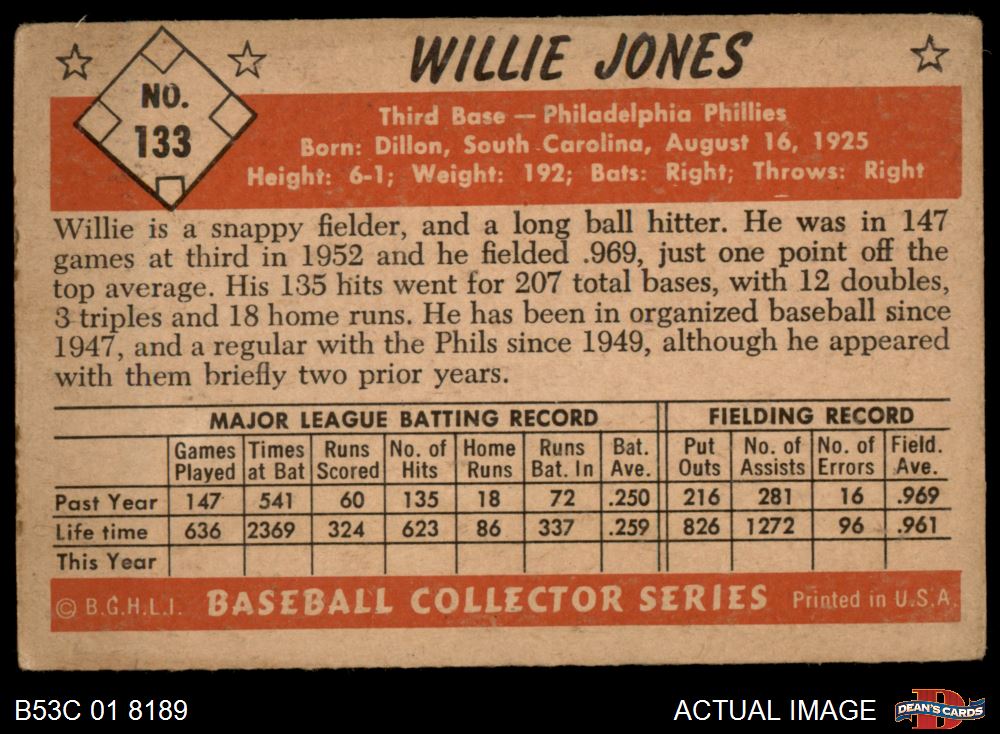 WILLIE JONES
NO.
133
Third Base — Philadelphia Phillies
Born: Dillon, South Carolina, August 16, 1925
Height: 6-1; Weight: 192; Bats: Right; Throws: Right
Willie is a snappy fielder, and a long ball hitter. He was in 147
games at third in 1952 and he fielded .969, just one point off the
top average. His 135 hits went for 207 total bases, with 12 doubles,
3 triples and 18 home runs. He has been in organized baseball since
1947, and a regular with the Phils since 1949, although he appeared
with them briefly two prior years.
MAJOR LEAGUE BATTING RECORD FIELDING RECORD
Games Times Runs No. of Home Runs Bat. Put No. of No. of Field.
Played at Bat Scored Hits Runs Bat. In Ave. Outs Assists Errors Ave.
Past Year 147 541 60 135 18 72 .250 216 281 16 .969
Life time 636 2369 324 623 86 337 .259 826 1272 96 .961
This Year
© B.G.H.L.I. BASEBALL COLLECTOR SERIES Printed in U.S.A.
B53C 01 8189 ACTUAL IMAGE DEAN'S CARDS